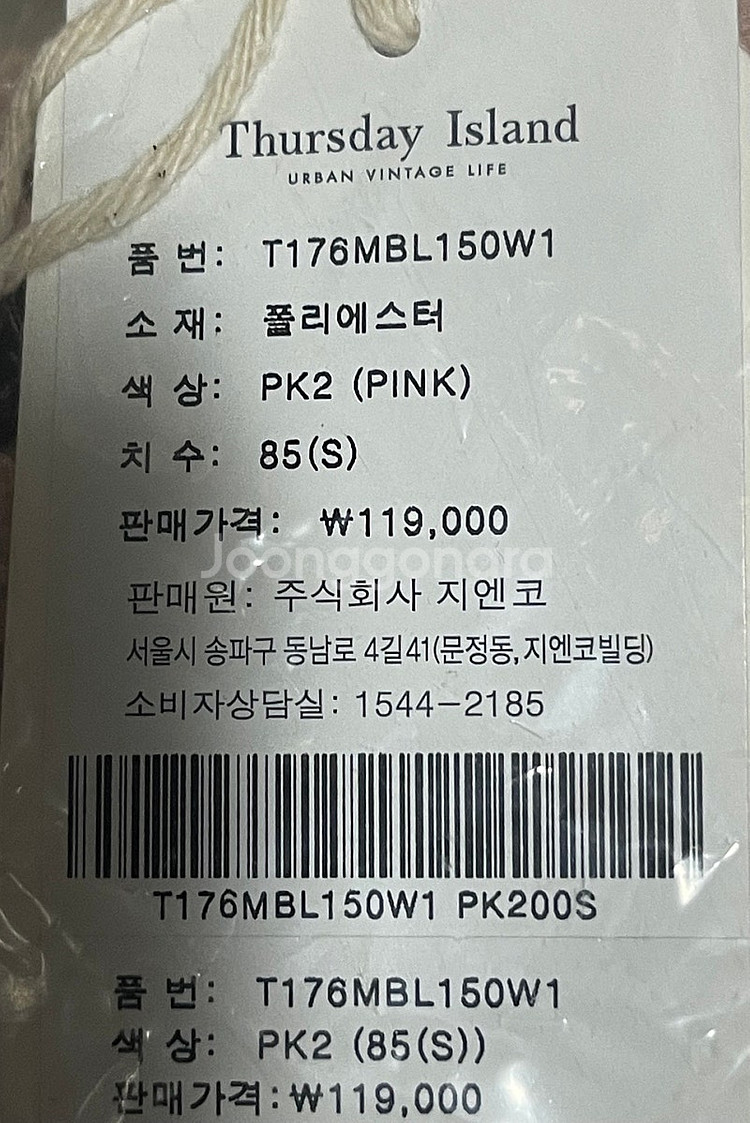 Thursday Island
URBAN VINTAGE LIFE
품 번: T176MBL150W1
소 재: 폴리에스터
색 상: PK2 (PINK)
치 수: 85(S)
판매가격: ₩119,000
Joonggonara
판매원: 주식회사 지엔코
서울시 송파구 동남로 4길41(문정동,지엔코빌딩)
소비자상담실: 1544-2185
T176MBL150W1 PK200S
품 번: T176MBL150W1
색 상: PK2 (85(S))
판매가격:₩119,000